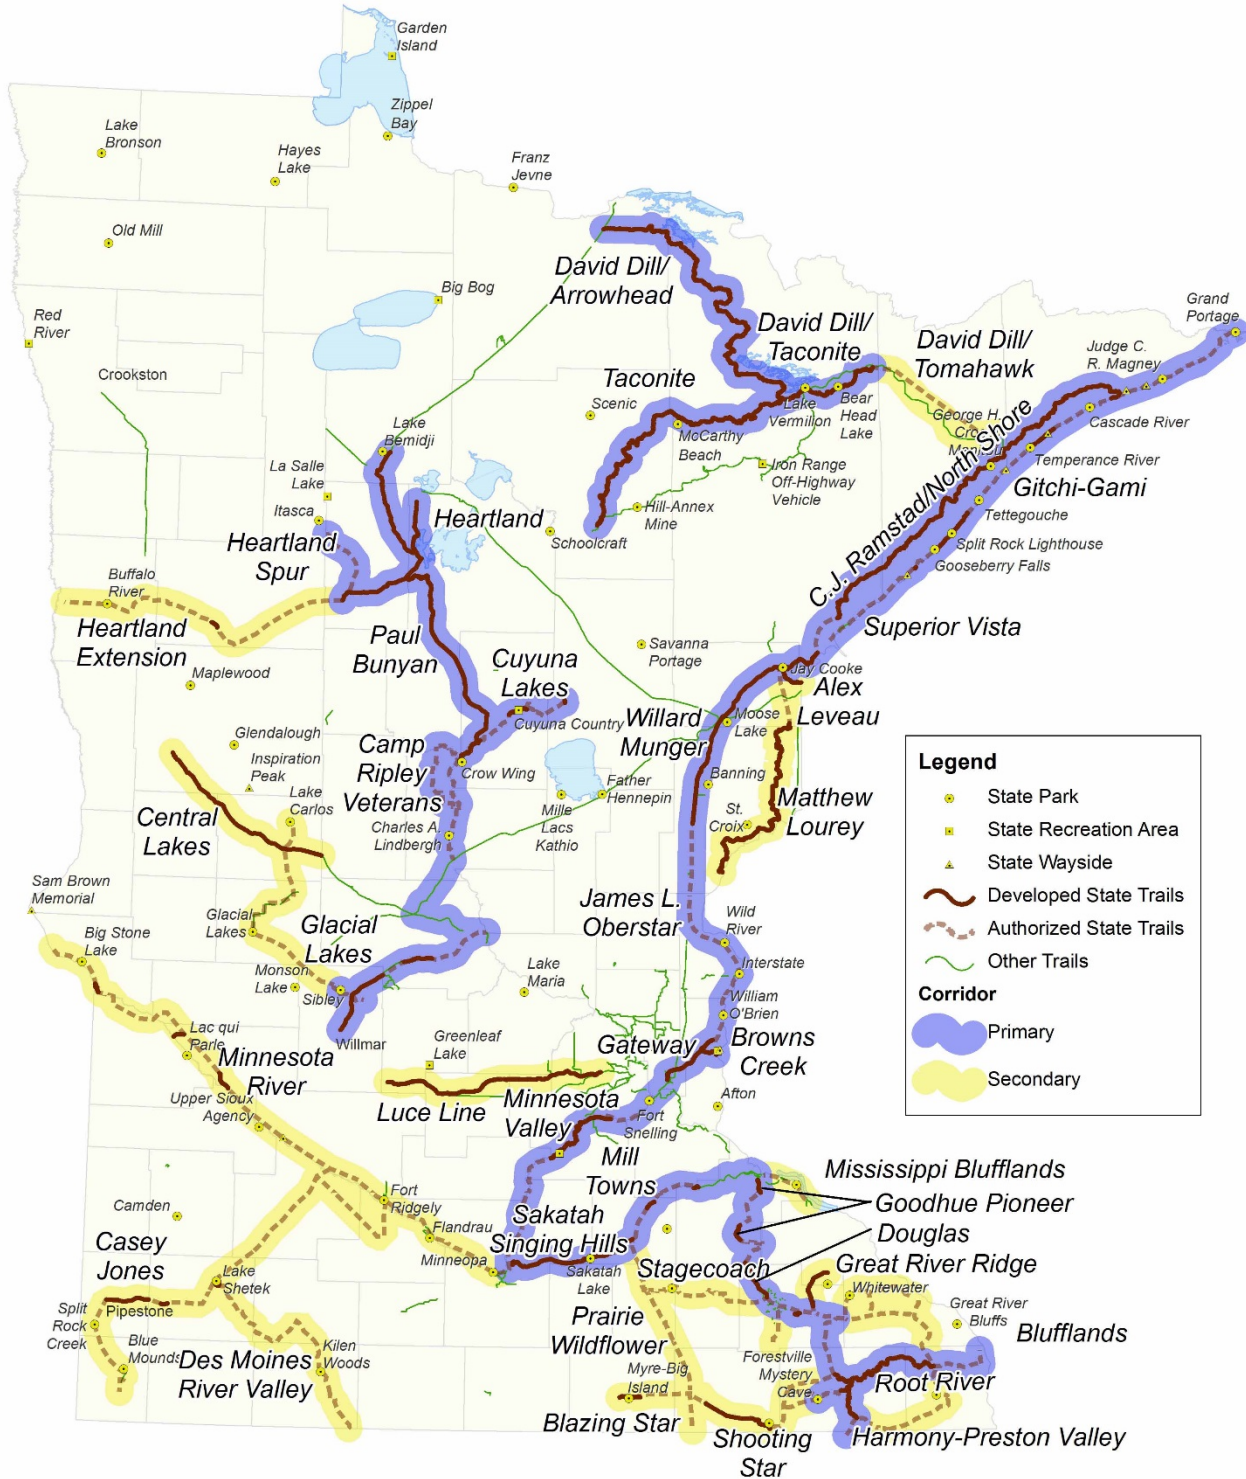 Garden
Island
Zippel
Bay
Lake
Bronson
Hayes
Lake
Franz
Jevne
Old Mill
Big Bog
Red
River
Crookston
David Dill/
Arrowhead
David Dill/
Taconite
David Dill/
Tomahawk
Grand
Portage
Judge C.
R. Magney
Taconite
Scenic
Lake
Vermilion
Bear
Head
Lake
McCarthy
Beach
George H.
Cascade River
Temperance River
Gitchi-Gami
Tettegouche
Split Rock Lighthouse
Gooseberry Falls
C.J. Ramstad/North Shore
Superior Vista
Iron Range
Off-Highway
Vehicle
Hill-Annex
Mine
Schoolcraft
Lake
Bemidji
La Salle
Lake
Itasca
Heartland
Heartland
Spur
Buffalo
River
Heartland
Extension
Maplewood
Paul
Bunyan
Cuyuna
Lakes
Cuyuna Country
Savanna
Portage
Jay Cooke
Alex
Leveau
Willard
Munger
Moose
Lake
Banning
St.
Croix
Matthew
Lourey
Glendalough
Inspiration
Peak
Lake
Carlos
Central
Lakes
Camp
Ripley
Veterans
Crow Wing
Charles A.
Lindbergh
Mille
Lacs
Kathio
Father
Hennepin
Sam Brown
Memorial
Big Stone
Lake
Glacial
Lakes
Glacial
Lakes
Monson
Lake
Sibley
Willmar
Lake
Maria
James L.
Oberstar
Wild
River
Interstate
William
O'Brien
Browns
Creek
Gateway
Afton
Fort
Snelling
Greenleaf
Lake
Luce Line
Minnesota
Valley
Lac qui
Parle
Minnesota
River
Upper Sioux
Agency
Mill
Towns
Fort
Ridgely
Flandrau
Minneopa
Sakatah
Singing Hills
Sakatah
Lake
Camden
Casey
Jones
Lake
Shetek
Pipestone
Split
Rock
Creek
Blue
Mounds
Des Moines
River Valley
Kilen
Woods
Mississippi Blufflands
Goodhue Pioneer
Douglas
Great River Ridge
Stagecoach
Whitewater
Great River
Bluffs
Blufflands
Prairie
Wildflower
Myre-Big
Island
Blazing Star
Forestville
Mystery
Cave
Root River
Shooting
Star
Harmony-Preston Valley
Legend
State Park
State Recreation Area
State Wayside
Developed State Trails
Authorized State Trails
Other Trails
Corridor
Primary
Secondary